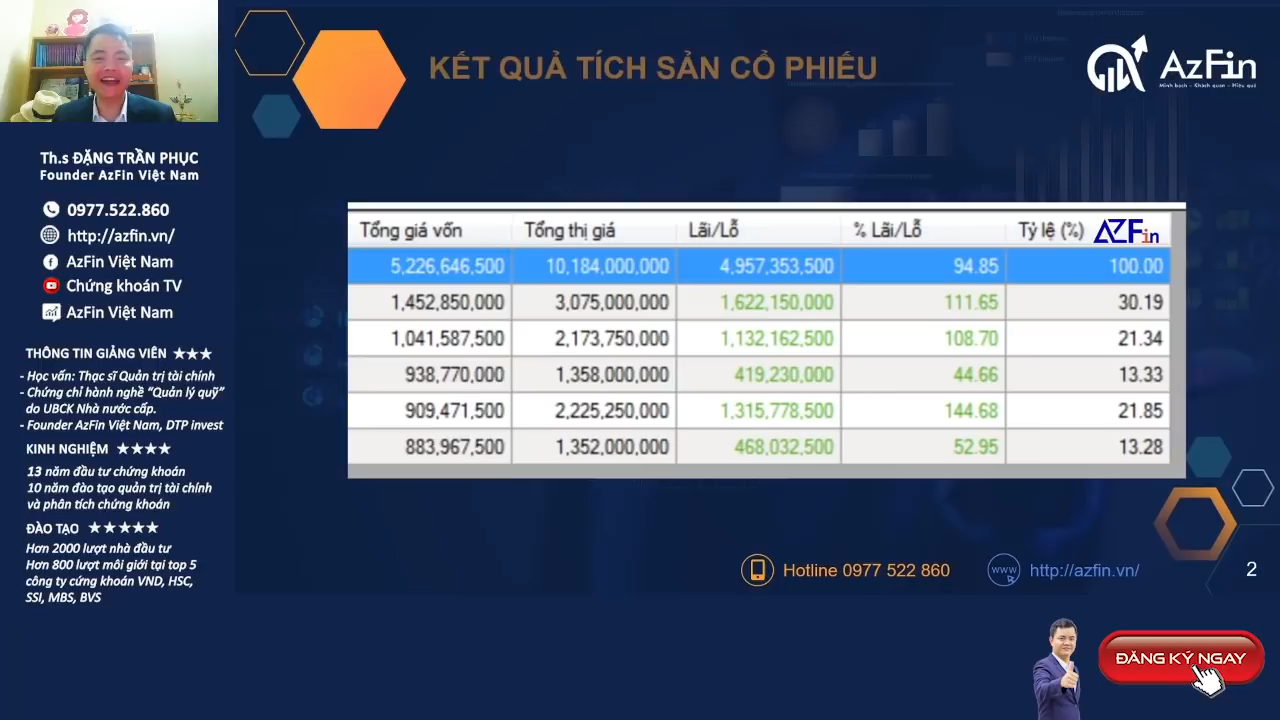 KẾT QUẢ TÍCH SẢN CỔ PHIẾU
AzFin
Minh bạch - Khách quan - Hiệu quả
Th.s ĐẶNG TRẦN PHỤC
Founder AzFin Việt Nam
0977.522.860
http://azfin.vn/
AzFin Việt Nam
Chứng khoán TV
AzFin Việt Nam
THÔNG TIN GIẢNG VIÊN ★★★
- Học vấn: Thạc sĩ Quản trị tài chính
- Chứng chỉ hành nghề “Quản lý quỹ”
do UBCK Nhà nước cấp.
- Founder AzFin Việt Nam, DTP invest
KINH NGHIỆM ★★★★
13 năm đầu tư chứng khoán
10 năm đào tạo quản trị tài chính
và phân tích chứng khoán
ĐÀO TẠO ★★★★★
Hơn 2000 lượt nhà đầu tư
Hơn 800 lượt môi giới tại top 5
công ty cứng khoán VND, HSC,
SSI, MBS, BVS
Tổng giá vốn Tổng thị giá Lãi/Lỗ % Lãi/Lỗ Tỷ lệ (%) AZFin
5,226,646,500 10,184,000,000 4,957,353,500 94.85 100.00
1,452,850,000 3,075,000,000 1,622,150,000 111.65 30.19
1,041,587,500 2,173,750,000 1,132,162,500 108.70 21.34
938,770,000 1,358,000,000 419,230,000 44.66 13.33
909,471,500 2,225,250,000 1,315,778,500 144.68 21.85
883,967,500 1,352,000,000 468,032,500 52.95 13.28
Hotline 0977 522 860
www
http://azfin.vn/
2
ĐĂNG KÝ NGAY